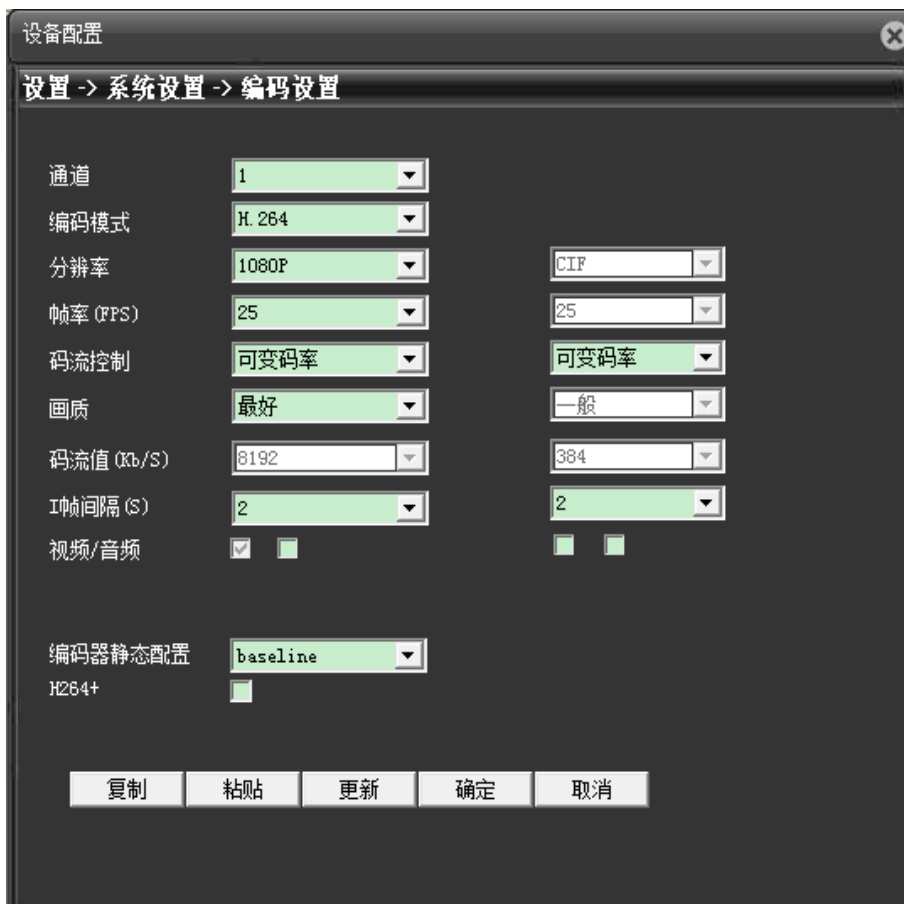 设备配置
设置 -> 系统设置 -> 编码设置
通道 1
编码模式 H.264
分辨率 1080P CIF
帧率(FPS) 25 25
码流控制 可变码率 可变码率
画质 最好 一般
码流值(Kb/S) 8192 384
I帧间隔(S) 2 2
视频/音频
编码器静态配置 baseline
H264+
复制 粘贴 更新 确定 取消